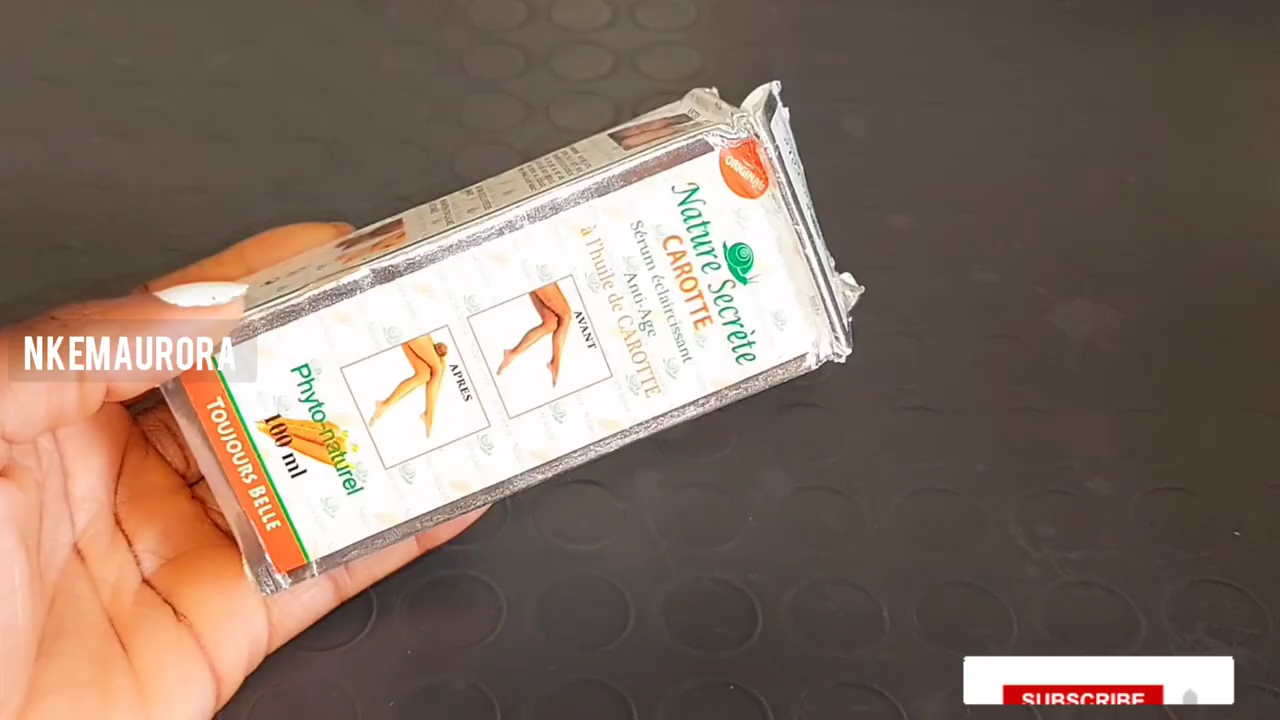 ORIGINAL
Nature Secrète
CAROTTE
Sérum éclaircissant
Anti-Age
à l'huile de CAROTTE
AVANT
APRES
Phyto-naturel
100 ml
TOUJOURS BELLE
NKEMAURORA
SUBSCRIBE